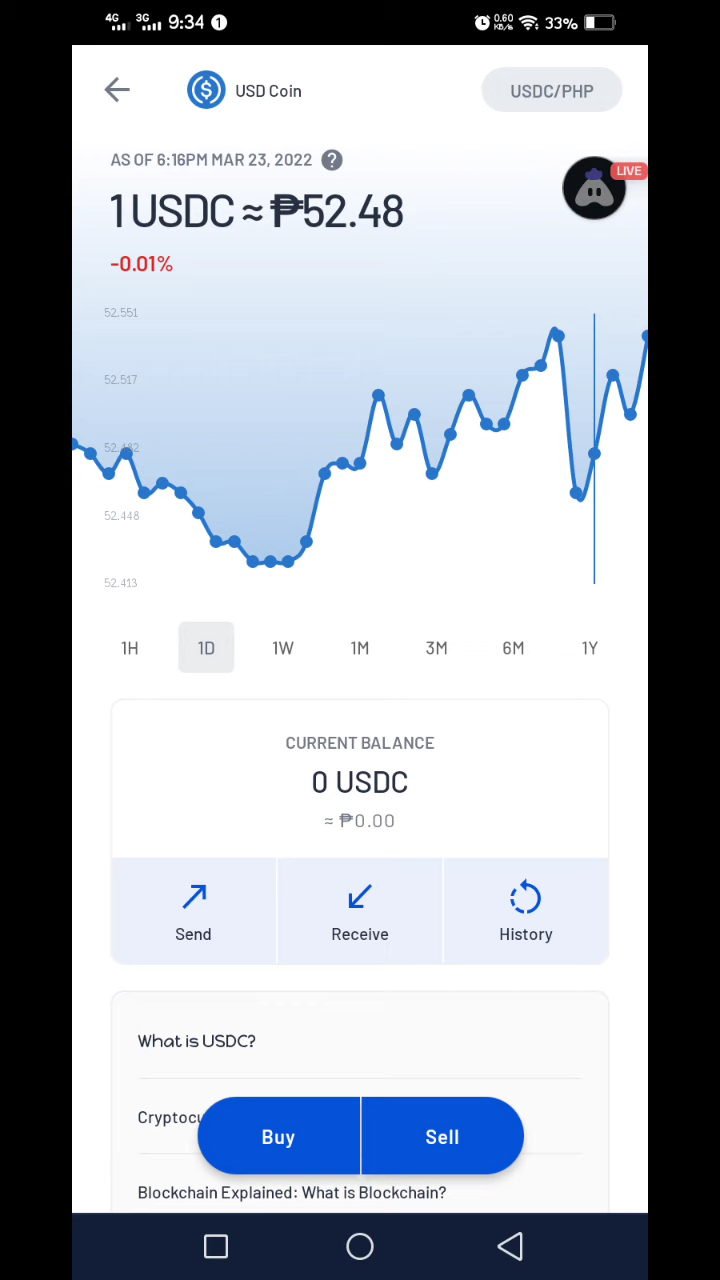 4G 3G 9:34 1 0.60 KB/s 33%
USD Coin USDC/PHP
AS OF 6:16PM MAR 23, 2022 ?
LIVE
1 USDC ≈ ₱52.48
-0.01%
52.551
52.517
52.482
52.448
52.413
1H 1D 1W 1M 3M 6M 1Y
CURRENT BALANCE
0 USDC
≈ ₱0.00
Send Receive History
What is USDC?
Cryptocu
Buy Sell
Blockchain Explained: What is Blockchain?